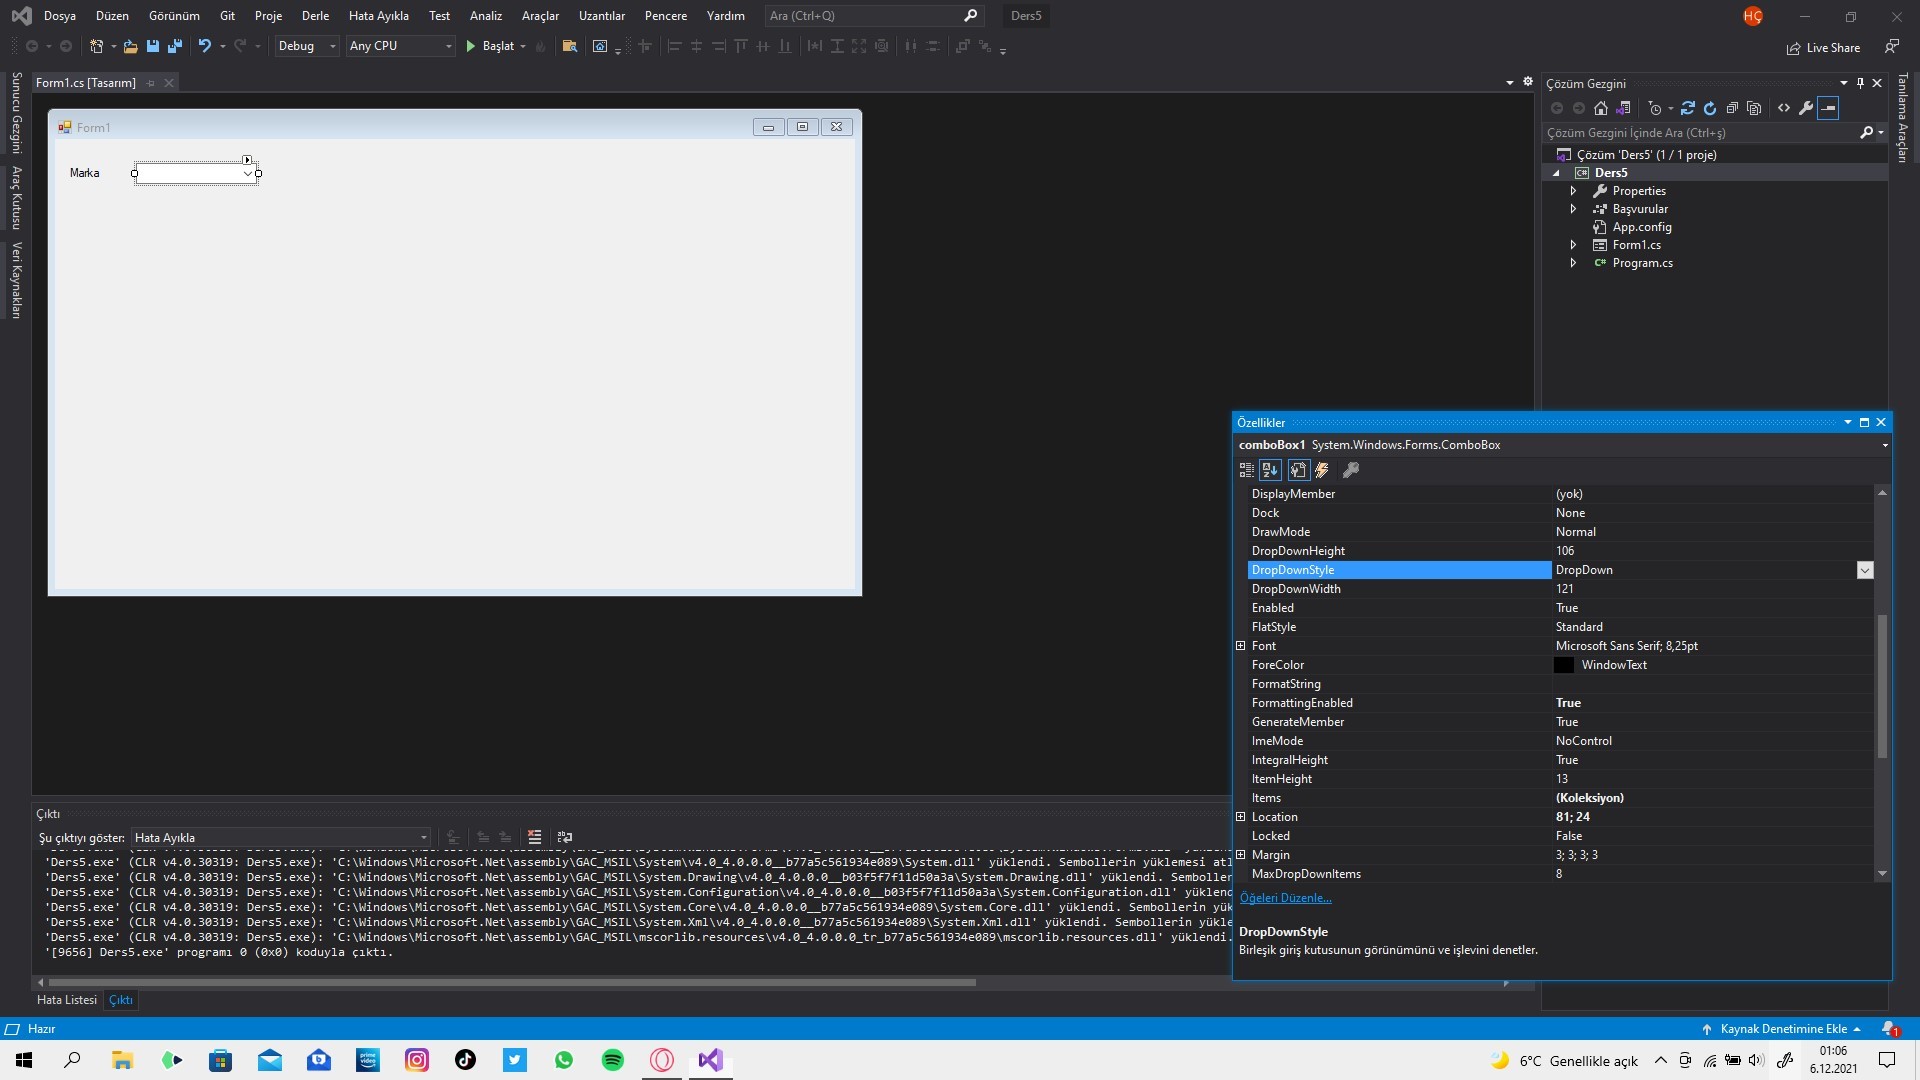 Dosya Düzen Görünüm Git Proje Derle Hata Ayıkla Test Analiz Araçlar Uzantılar Pencere Yardım Ara (Ctrl+Q) Ders5 HÇ
Debug Any CPU Başlat Live Share
Form1.cs [Tasarım]
Sunucu Gezgini
Araç Kutusu
Veri Kaynakları
Form1
Marka
Çözüm Gezgini
Çözüm Gezgini İçinde Ara (Ctrl+ş)
Çözüm 'Ders5' (1 / 1 proje)
Ders5
Properties
Başvurular
App.config
Form1.cs
Program.cs
Tanılama Araçları
Özellikler
comboBox1 System.Windows.Forms.ComboBox
DisplayMember (yok)
Dock None
DrawMode Normal
DropDownHeight 106
DropDownStyle DropDown
DropDownWidth 121
Enabled True
FlatStyle Standard
Font Microsoft Sans Serif; 8,25pt
ForeColor WindowText
FormatString
FormattingEnabled True
GenerateMember True
ImeMode NoControl
IntegralHeight True
ItemHeight 13
Items (Koleksiyon)
Location 81; 24
Locked False
Margin 3; 3; 3; 3
MaxDropDownItems 8
Öğeleri Düzenle...
DropDownStyle
Birleşik giriş kutusunun görünümünü ve işlevini denetler.
Çıktı
Şu çıktıyı göster: Hata Ayıkla
'Ders5.exe' (CLR v4.0.30319: Ders5.exe): 'C:\Windows\Microsoft.Net\assembly\GAC_MSIL\System\v4.0_4.0.0.0__b77a5c561934e089\System.dll' yüklendi. Sembollerin yüklemesi atl
'Ders5.exe' (CLR v4.0.30319: Ders5.exe): 'C:\Windows\Microsoft.Net\assembly\GAC_MSIL\System.Drawing\v4.0_4.0.0.0__b03f5f7f11d50a3a\System.Drawing.dll' yüklendi. Semboller
'Ders5.exe' (CLR v4.0.30319: Ders5.exe): 'C:\Windows\Microsoft.Net\assembly\GAC_MSIL\System.Configuration\v4.0_4.0.0.0__b03f5f7f11d50a3a\System.Configuration.dll' yüklend
'Ders5.exe' (CLR v4.0.30319: Ders5.exe): 'C:\Windows\Microsoft.Net\assembly\GAC_MSIL\System.Core\v4.0_4.0.0.0__b77a5c561934e089\System.Core.dll' yüklendi. Sembollerin yük
'Ders5.exe' (CLR v4.0.30319: Ders5.exe): 'C:\Windows\Microsoft.Net\assembly\GAC_MSIL\System.Xml\v4.0_4.0.0.0__b77a5c561934e089\System.Xml.dll' yüklendi. Sembollerin yükle
'Ders5.exe' (CLR v4.0.30319: Ders5.exe): 'C:\Windows\Microsoft.Net\assembly\GAC_MSIL\mscorlib.resources\v4.0_4.0.0.0_tr_b77a5c561934e089\mscorlib.resources.dll' yüklendi.
'[9656] Ders5.exe' programı 0 (0x0) koduyla çıktı.
Hata Listesi Çıktı
Hazır Kaynak Denetimine Ekle 1
prime video 6°C Genellikle açık 01:06
6.12.2021